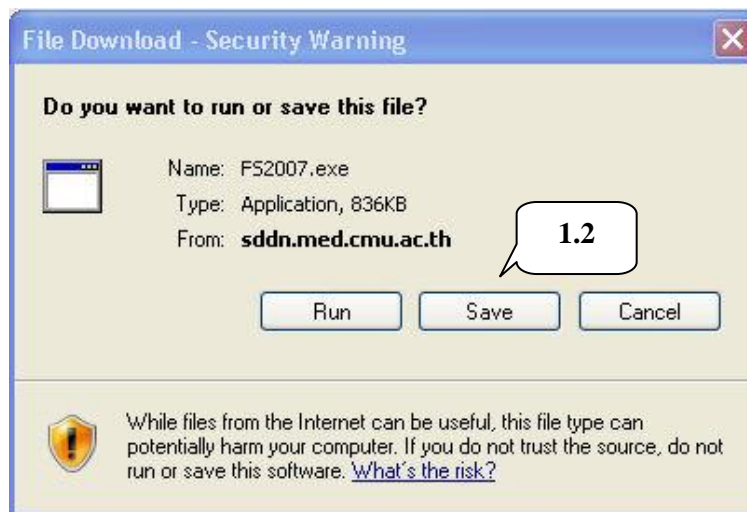 File Download - Security Warning
Do you want to run or save this file?
Name: FS2007.exe
Type: Application, 836KB
From: sddn.med.cmu.ac.th
1.2
Run Save Cancel
While files from the Internet can be useful, this file type can
potentially harm your computer. If you do not trust the source, do not
run or save this software. What's the risk?